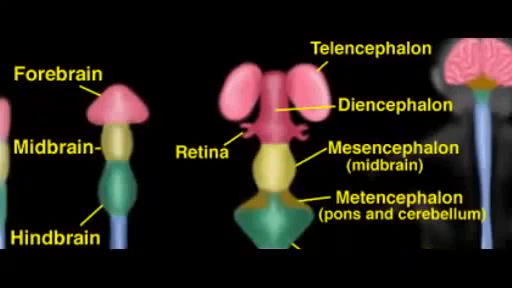 Forebrain
Midbrain
Hindbrain
Retina
Telencephalon
Diencephalon
Mesencephalon
(midbrain)
Metencephalon
(pons and cerebellum)